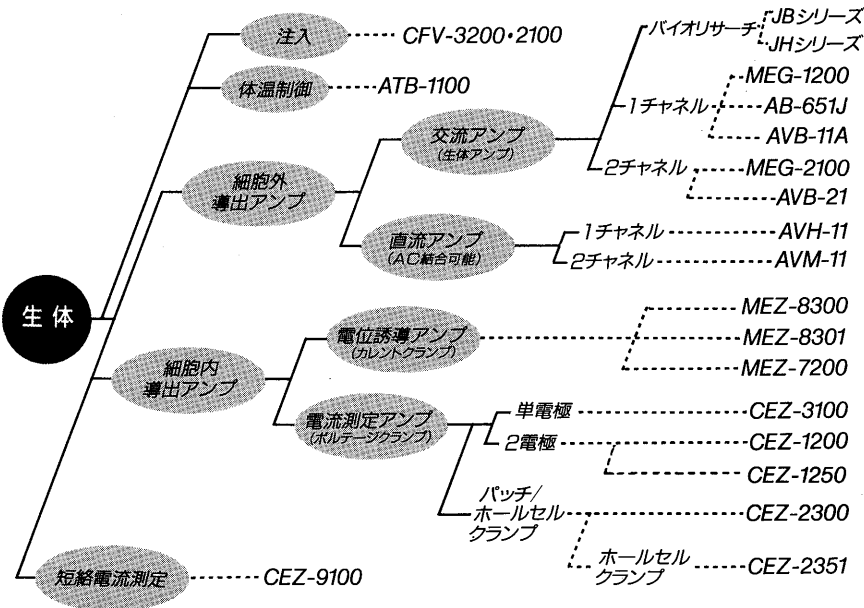 注入
CFV-3200・2100
体温制御
ATB-1100
細胞外
導出アンプ
交流アンプ
(生体アンプ)
バイオリサーチ
JBシリーズ
JHシリーズ
1チャネル
MEG-1200
AB-651J
AVB-11A
2チャネル
MEG-2100
AVB-21
直流アンプ
(AC結合可能)
1チャネル
AVH-11
2チャネル
AVM-11
生体
細胞内
導出アンプ
電位誘導アンプ
(カレントクランプ)
MEZ-8300
MEZ-8301
MEZ-7200
電流測定アンプ
(ボルテージクランプ)
単電極
CEZ-3100
2電極
CEZ-1200
CEZ-1250
パッチ/
ホールセル
クランプ
CEZ-2300
ホールセル
クランプ
CEZ-2351
短絡電流測定
CEZ-9100